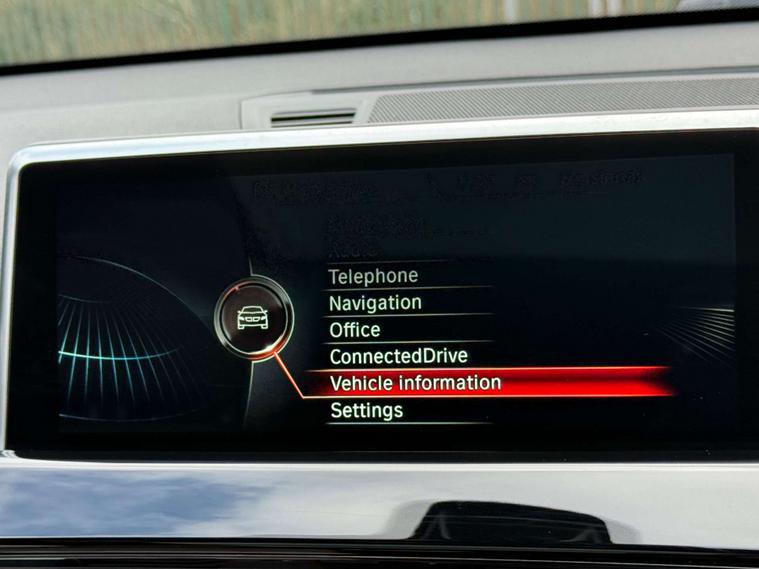 Telephone
Navigation
Office
ConnectedDrive
Vehicle information
Settings